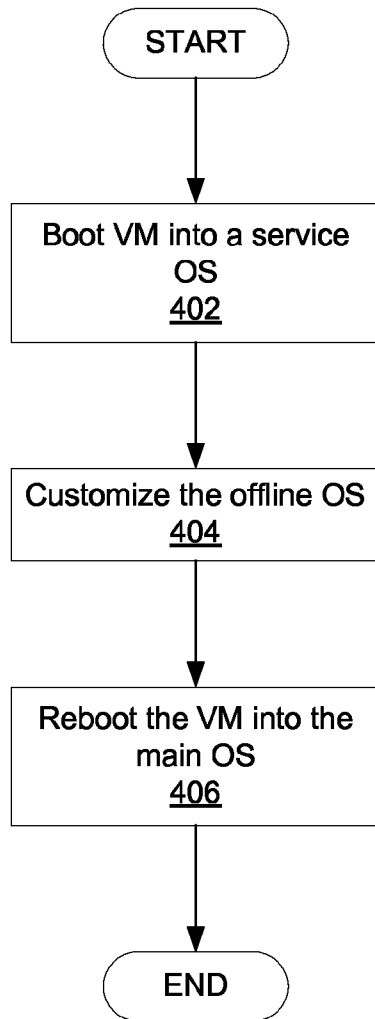 START
Boot VM into a service
OS
402
Customize the offline OS
404
Reboot the VM into the
main OS
406
END